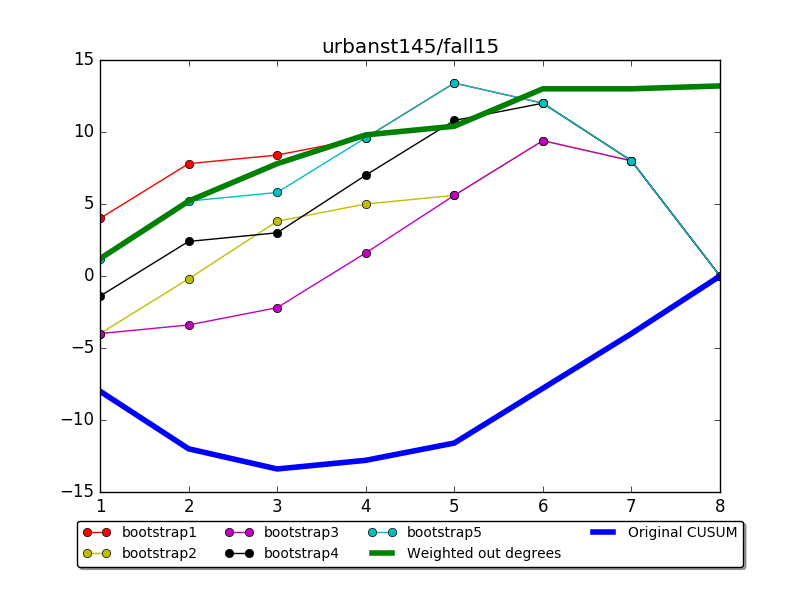 urbanst145/fall15
15
10
5
0
−5
−10
−15
1 2 3 4 5 6 7 8
bootstrap1 bootstrap3 bootstrap5 Original CUSUM
bootstrap2 bootstrap4 Weighted out degrees